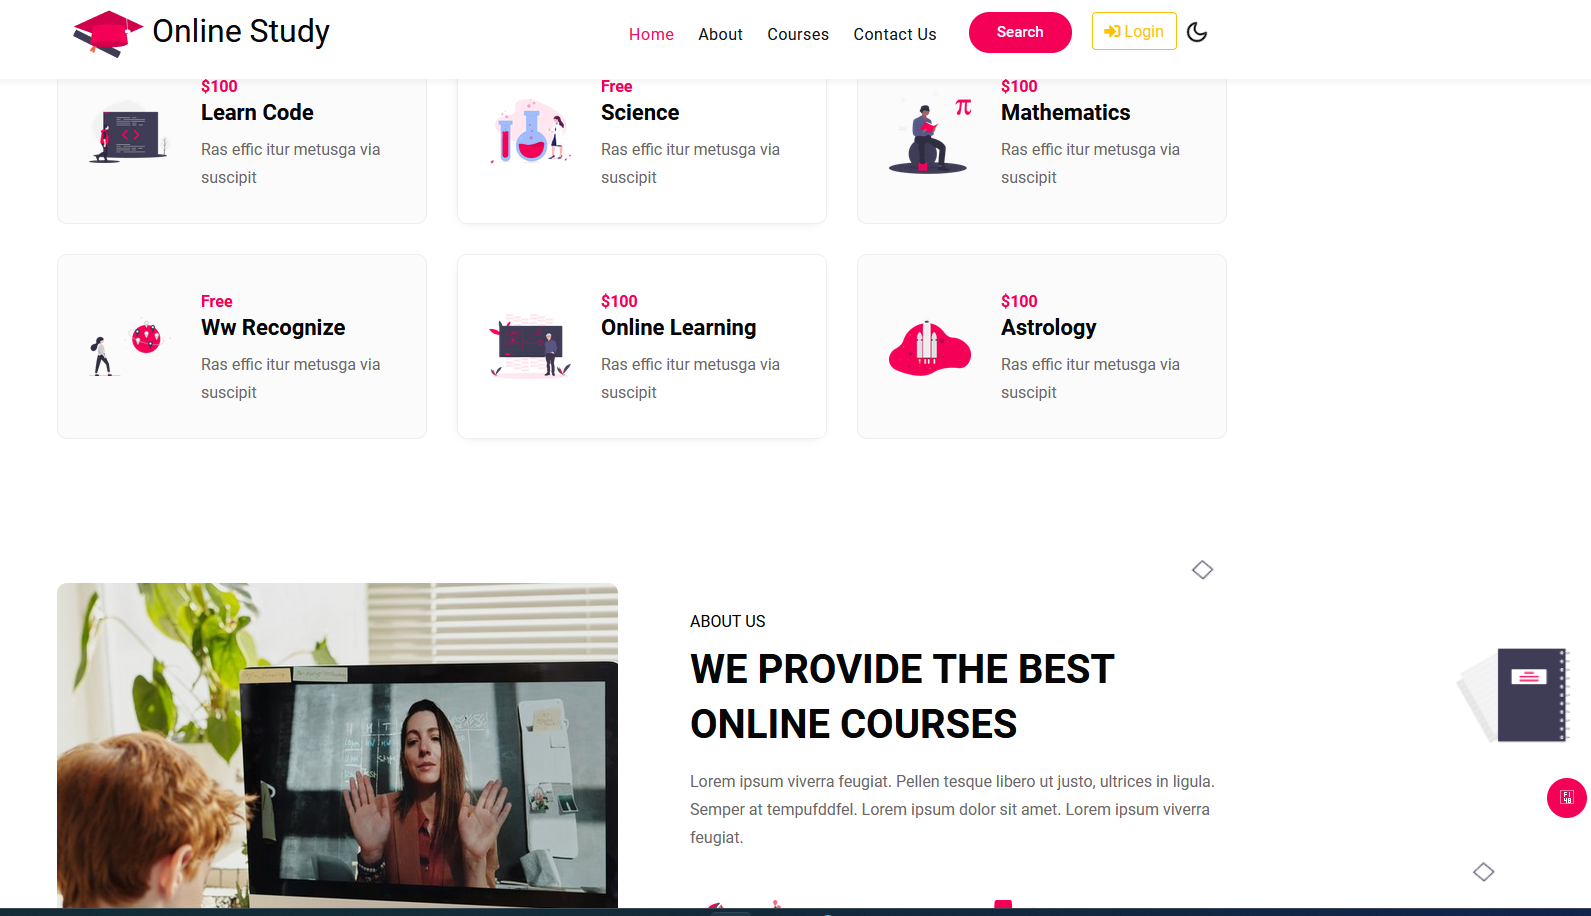 Online Study
Home About Courses Contact Us Search Login
$100
Learn Code
Ras effic itur metusga via
suscipit
Free
Science
Ras effic itur metusga via
suscipit
$100
Mathematics
Ras effic itur metusga via
suscipit
π
Free
Ww Recognize
Ras effic itur metusga via
suscipit
$100
Online Learning
Ras effic itur metusga via
suscipit
$100
Astrology
Ras effic itur metusga via
suscipit
ABOUT US
WE PROVIDE THE BEST
ONLINE COURSES
Lorem ipsum viverra feugiat. Pellen tesque libero ut justo, ultrices in ligula.
Semper at tempufddfel. Lorem ipsum dolor sit amet. Lorem ipsum viverra
feugiat.